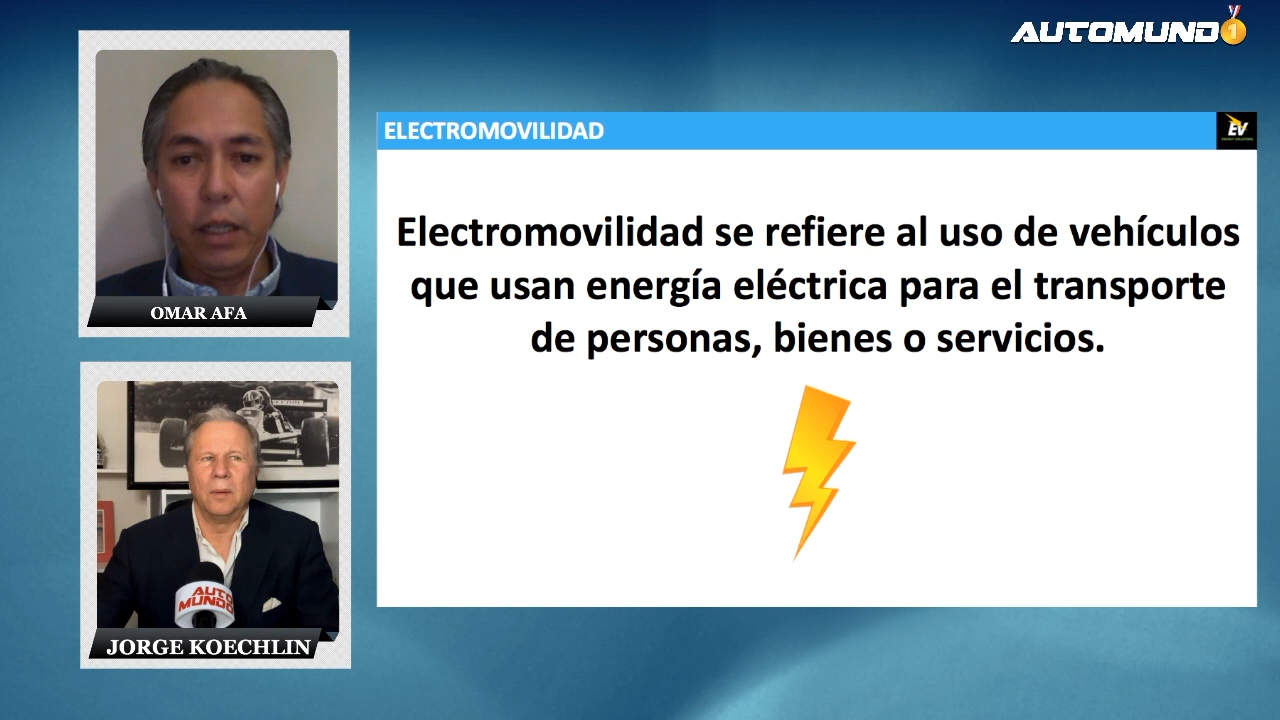 AUTOMUNDO
1
ELECTROMOVILIDAD
EV
Electromovilidad se refiere al uso de vehículos
que usan energía eléctrica para el transporte
de personas, bienes o servicios.
OMAR AFA
AUTO
MUNDO
JORGE KOECHLIN